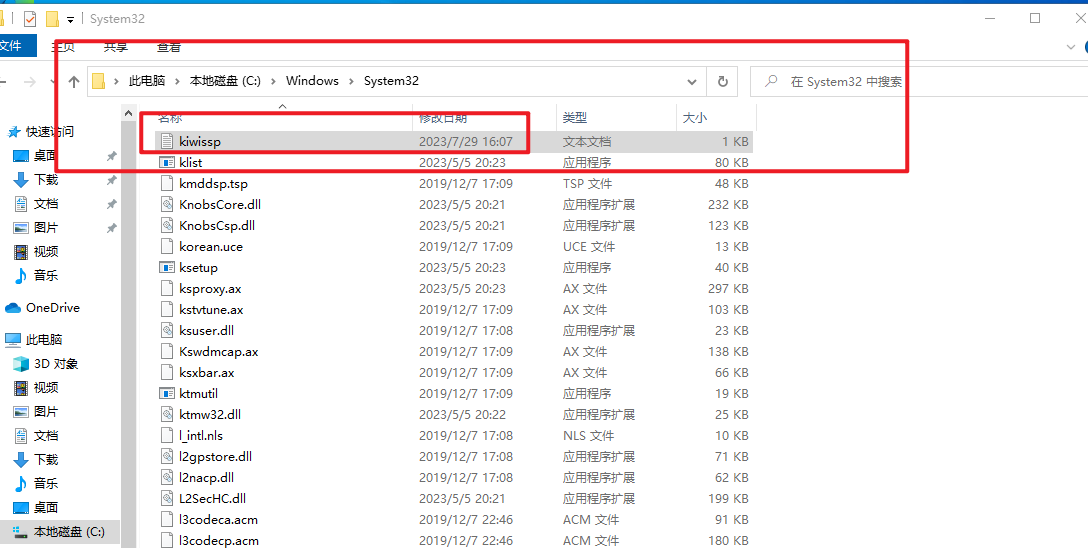 System32
文件 主页 共享 查看
此电脑 本地磁盘 (C:) Windows System32 在 System32 中搜索
名称 修改日期 类型 大小
快速访问
桌面
下载
文档
图片
视频
音乐
OneDrive
此电脑
3D 对象
视频
图片
文档
下载
音乐
桌面
本地磁盘 (C:)
kiwissp 2023/7/29 16:07 文本文档 1 KB
klist 2023/5/5 20:23 应用程序 80 KB
kmddsp.tsp 2019/12/7 17:09 TSP 文件 48 KB
KnobsCore.dll 2023/5/5 20:21 应用程序扩展 232 KB
KnobsCsp.dll 2023/5/5 20:21 应用程序扩展 123 KB
korean.uce 2019/12/7 17:09 UCE 文件 13 KB
ksetup 2023/5/5 20:23 应用程序 40 KB
ksproxy.ax 2019/12/7 17:09 AX 文件 297 KB
kstvtune.ax 2019/12/7 17:09 AX 文件 103 KB
ksuser.dll 2019/12/7 17:08 应用程序扩展 23 KB
Kswdmcap.ax 2019/12/7 17:09 AX 文件 138 KB
ksxbar.ax 2019/12/7 17:09 AX 文件 66 KB
ktmutil 2019/12/7 17:09 应用程序 19 KB
ktmw32.dll 2023/5/5 20:22 应用程序扩展 25 KB
l_intl.nls 2019/12/7 17:08 NLS 文件 10 KB
l2gpstore.dll 2019/12/7 17:08 应用程序扩展 71 KB
l2nacp.dll 2019/12/7 17:08 应用程序扩展 62 KB
L2SecHC.dll 2023/5/5 20:21 应用程序扩展 199 KB
l3codeca.acm 2019/12/7 22:46 ACM 文件 91 KB
l3codecp.acm 2019/12/7 22:46 ACM 文件 180 KB